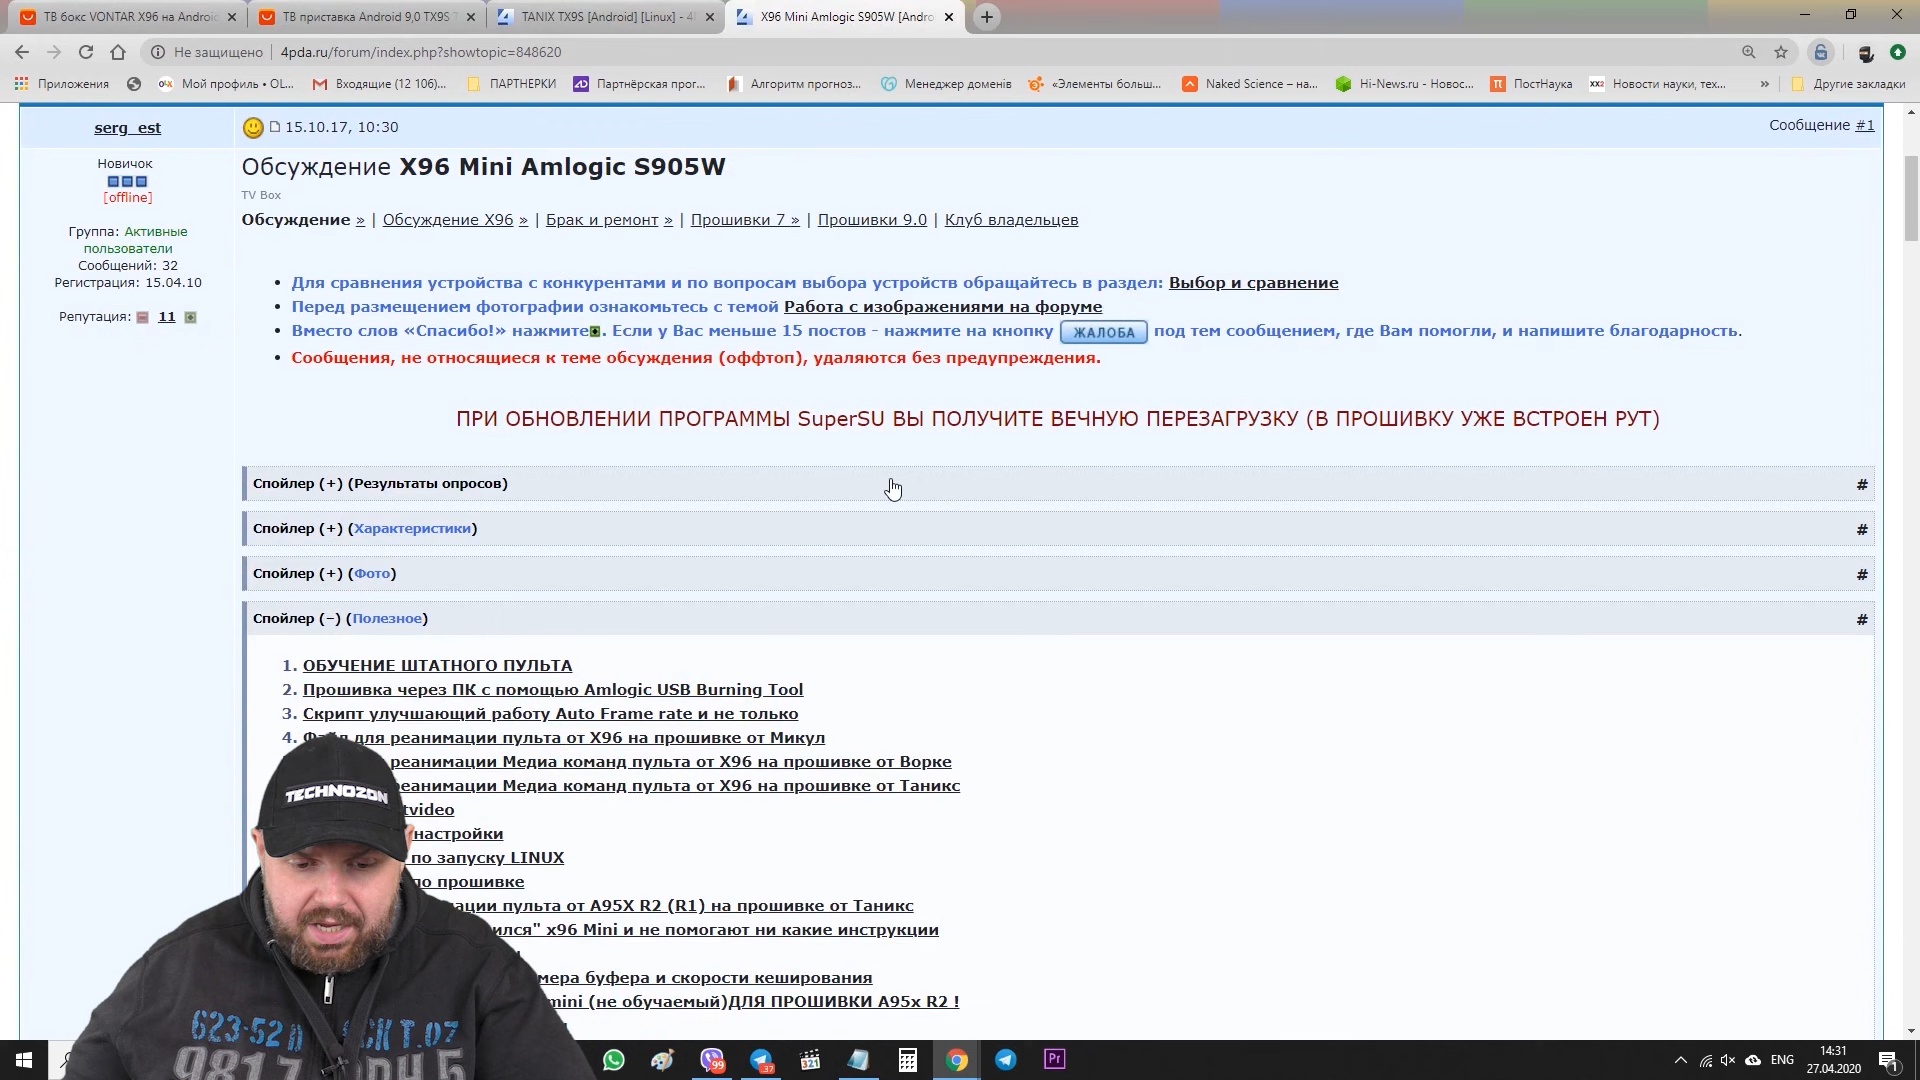 ТВ бокс VONTAR X96 на Androi
ТВ приставка Android 9,0 TX9S
TANIX TX9S [Android] [Linux] - 4
X96 Mini Amlogic S905W [Andro
Не защищено
4pda.ru/forum/index.php?showtopic=848620
Приложения
Мой профиль • OL...
Входящие (12 106)...
ПАРТНЕРКИ
Партнёрская прог...
Алгоритм прогноз...
Менеджер доменів
«Элементы больш...
Naked Science – на...
Hi-News.ru - Новос...
ПостНаука
Новости науки, тех...
»
Другие закладки
serg_est
15.10.17, 10:30
Сообщение #1
Новичок
[offline]
Группа: Активные
пользователи
Сообщений: 32
Регистрация: 15.04.10
Репутация: 11
Обсуждение X96 Mini Amlogic S905W
TV Box
Обсуждение » | Обсуждение X96 » | Брак и ремонт » | Прошивки 7 » | Прошивки 9.0 | Клуб владельцев
• Для сравнения устройства с конкурентами и по вопросам выбора устройств обращайтесь в раздел: Выбор и сравнение
• Перед размещением фотографии ознакомьтесь с темой Работа с изображениями на форуме
• Вместо слов «Спасибо!» нажмите. Если у Вас меньше 15 постов - нажмите на кнопку ЖАЛОБА под тем сообщением, где Вам помогли, и напишите благодарность.
• Сообщения, не относящиеся к теме обсуждения (оффтоп), удаляются без предупреждения.
ПРИ ОБНОВЛЕНИИ ПРОГРАММЫ SuperSU ВЫ ПОЛУЧИТЕ ВЕЧНУЮ ПЕРЕЗАГРУЗКУ (В ПРОШИВКУ УЖЕ ВСТРОЕН РУТ)
Спойлер (+) (Результаты опросов) #
Спойлер (+) (Характеристики) #
Спойлер (+) (Фото) #
Спойлер (−) (Полезное) #
1. ОБУЧЕНИЕ ШТАТНОГО ПУЛЬТА
2. Прошивка через ПК с помощью Amlogic USB Burning Tool
3. Скрипт улучшающий работу Auto Frame rate и не только
4. Файл для реанимации пульта от X96 на прошивке от Микул
реанимации Медиа команд пульта от X96 на прошивке от Ворке
реанимации Медиа команд пульта от X96 на прошивке от Таникс
tvideo
настройки
по запуску LINUX
по прошивке
ации пульта от A95X R2 (R1) на прошивке от Таникс
ился" x96 Mini и не помогают ни какие инструкции
мера буфера и скорости кеширования
mini (не обучаемый)ДЛЯ ПРОШИВКИ A95x R2 !
TECHNOZON
99
37
321
Pr
ENG
14:31
27.04.2020
1